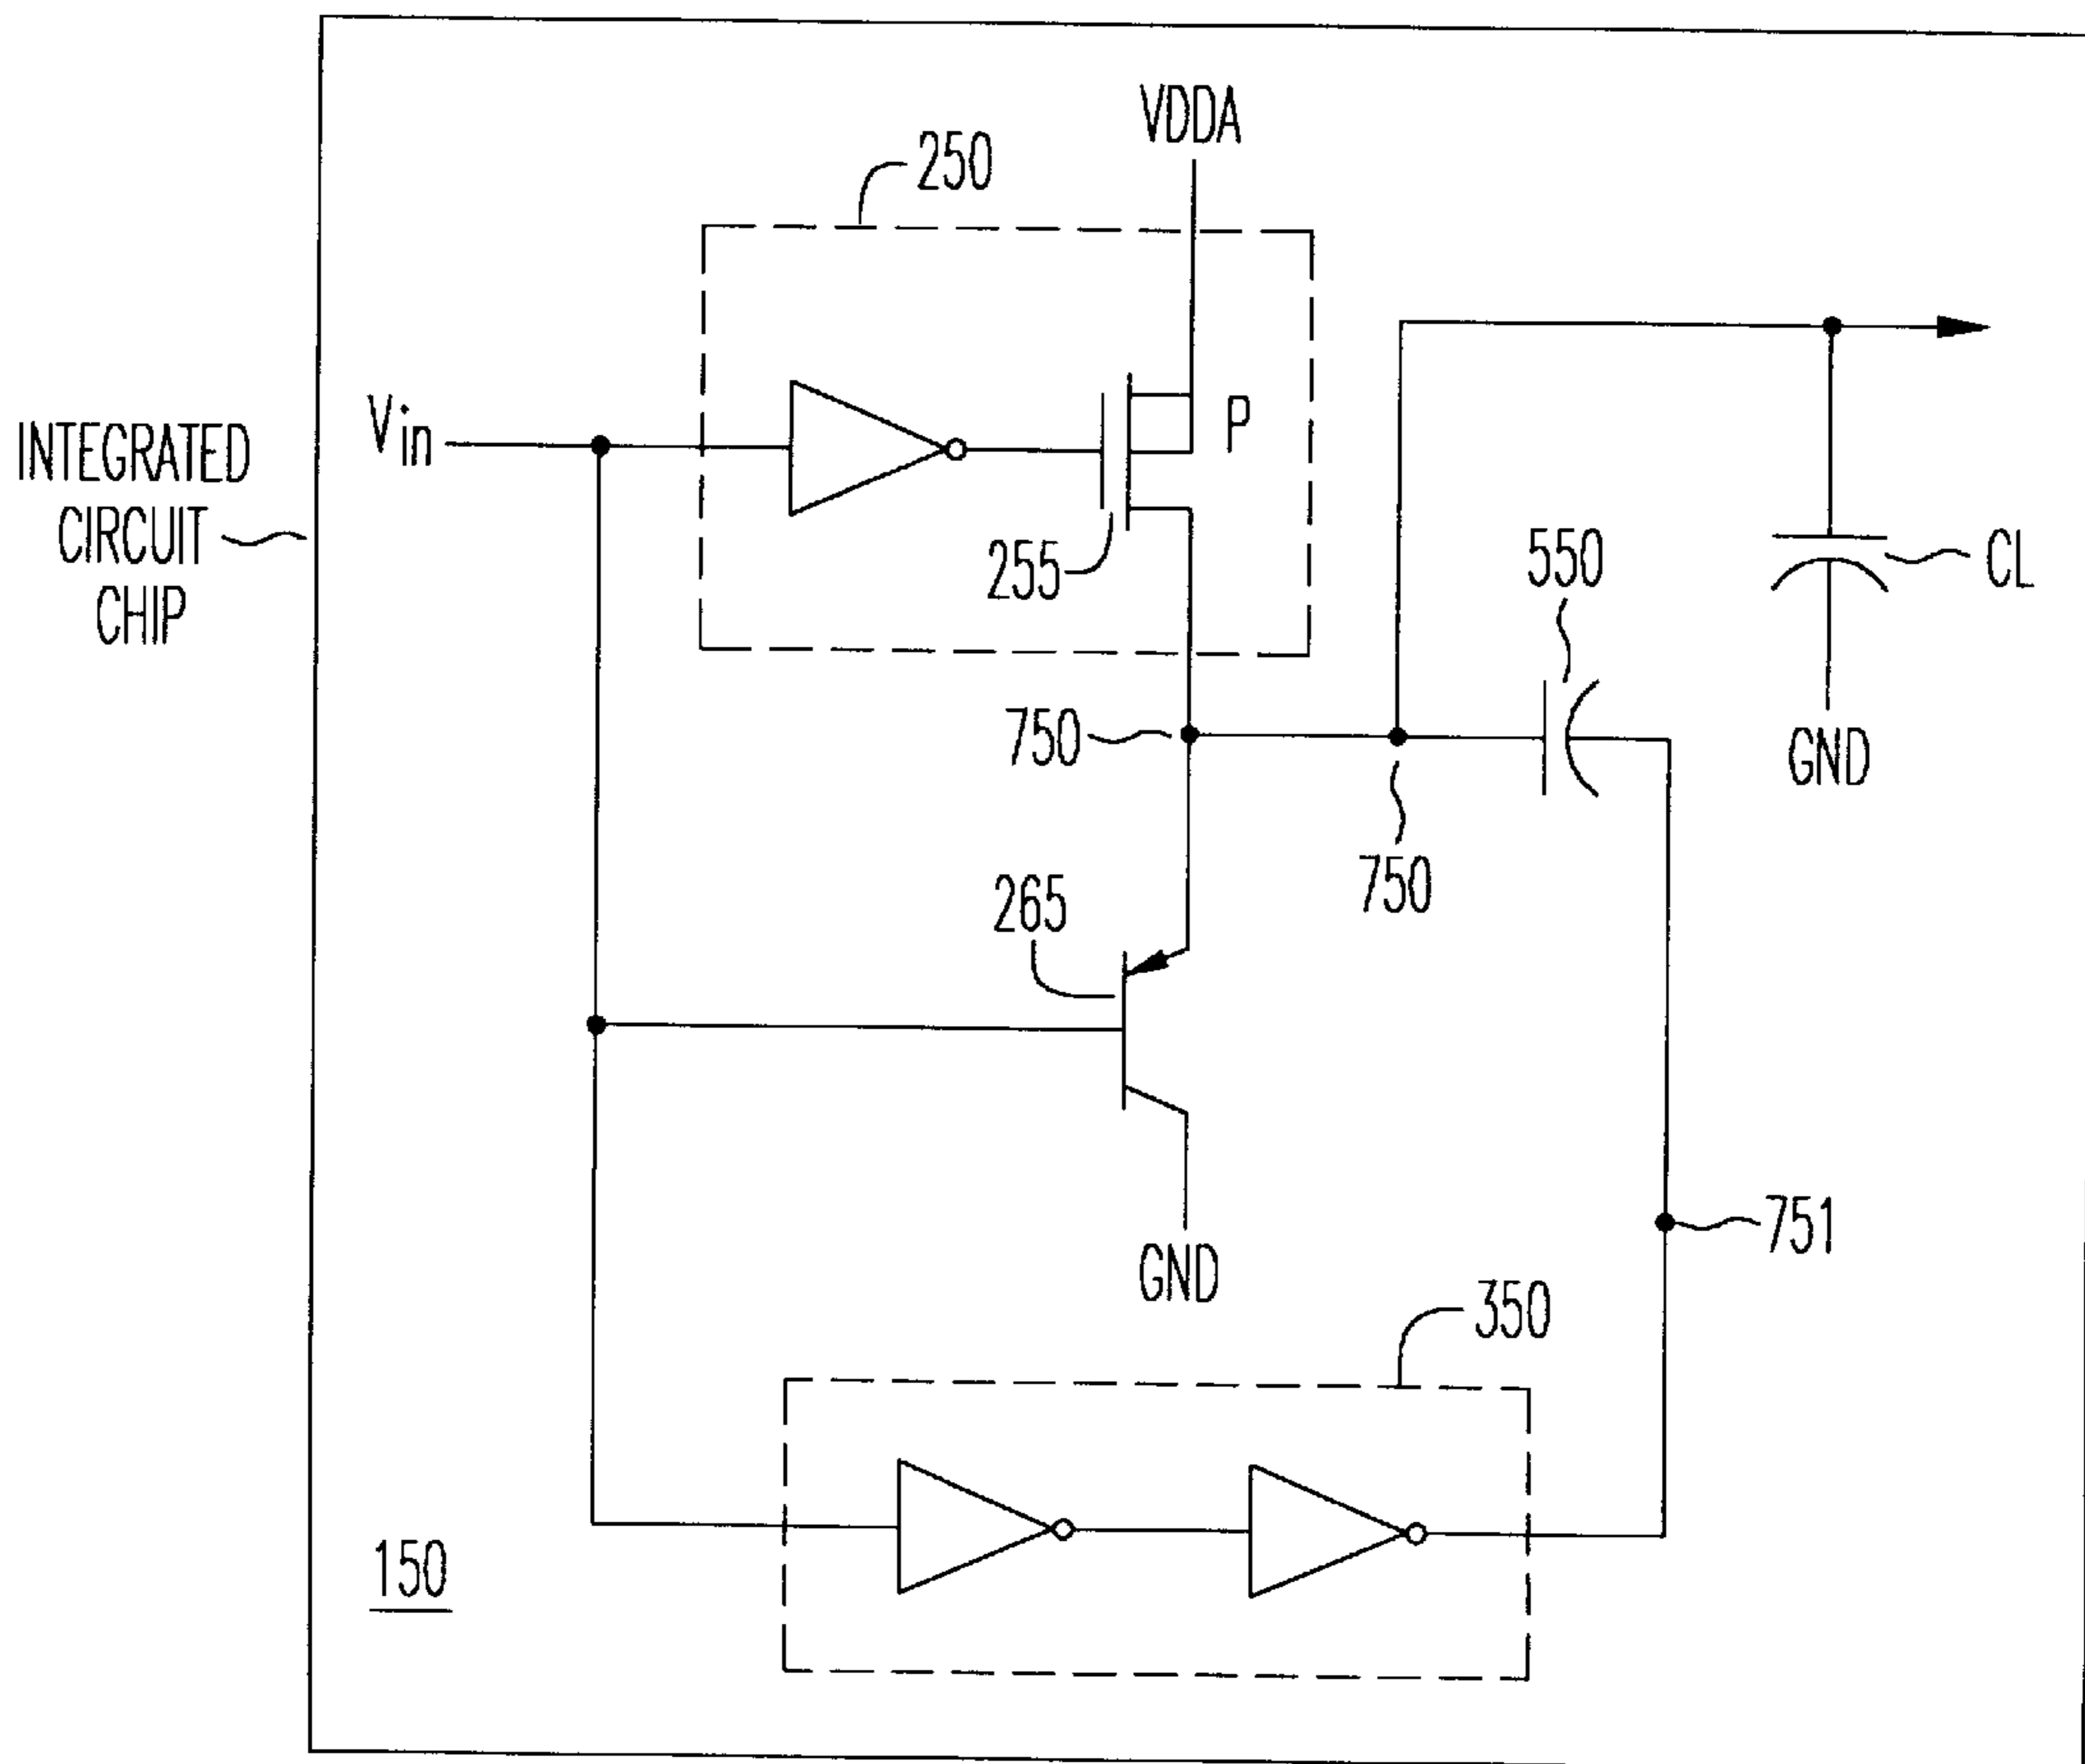 VDDA
250
Vin
P
INTEGRATED
CIRCUIT
CHIP
255
550
CL
750
GND
750
265
751
GND
350
150